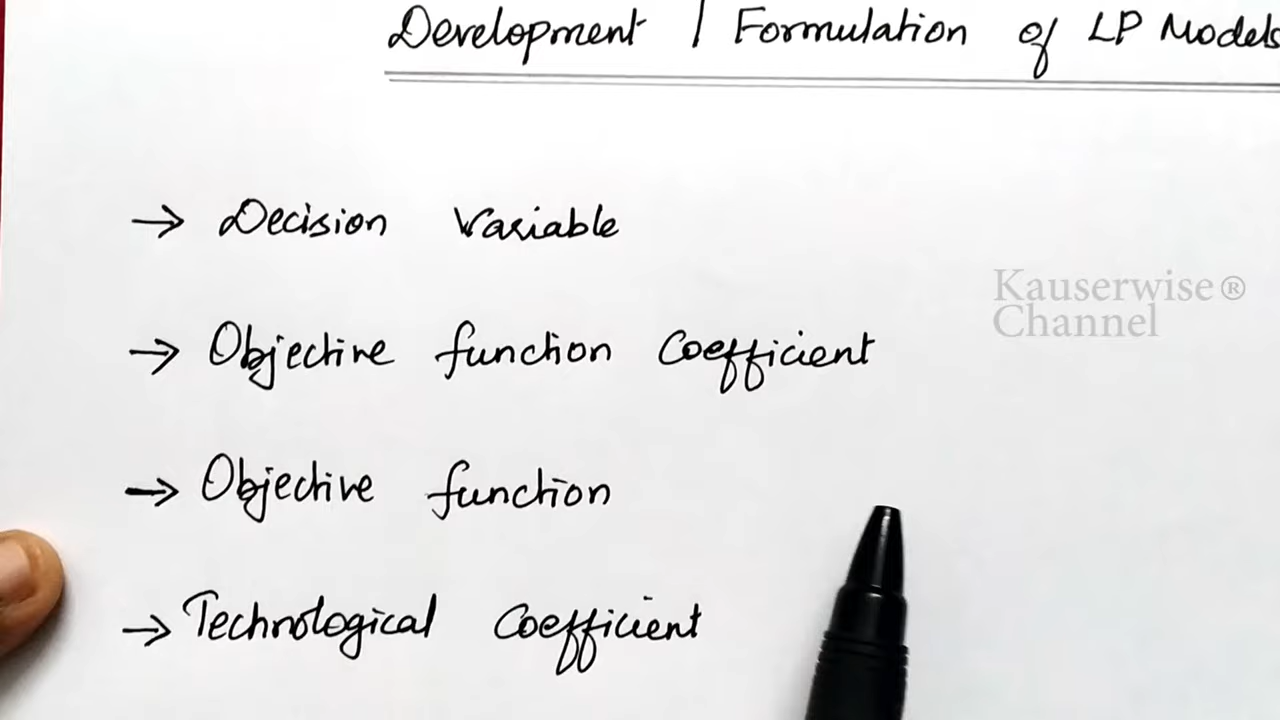 Development / Formulation of LP Models
→ Decision Variable
Kauserwise®
Channel
→ Objective function Coefficient
→ Objective function
→ Technological Coefficient